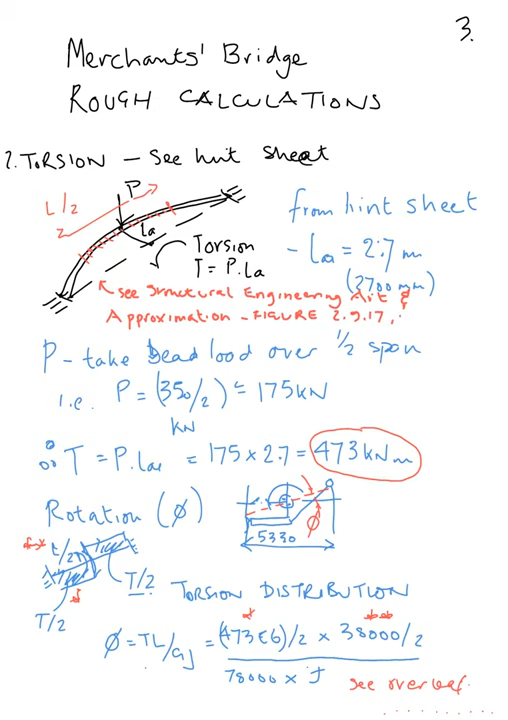 3.
Merchants' Bridge
ROUGH CALCULATIONS
2. TORSION - See hint sheet
P
L/2
La
Torsion
T = P.La
from hint sheet
- La = 2.7 m
(2700 mm)
see Structural Engineering Art &
Approximation - FIGURE 2.9.17,
P - take Dead load over 1/2 span
i.e. P = (350/2) ≃ 175kN
kN
∴ T = P.La = 175 x 2.7 = 473 kNm
Rotation (Ø)
Ø
5330
T/2
T/2
T/2
TORSION DISTRIBUTION
Ø = TL/GJ = (473E6)/2 x 38000/2
78000 x J
see overleaf.